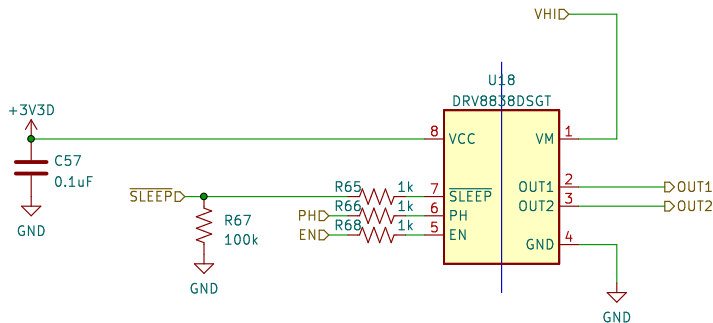 VHI
U18
DRV8838DSGT
+3V3D
C57
0.1uF
GND
8 VCC
VM 1
SLEEP
R65 1k
7 SLEEP
OUT1 2
OUT1
PH
R66 1k
6 PH
OUT2 3
OUT2
EN
R68 1k
5 EN
GND 4
R67
100k
GND
GND